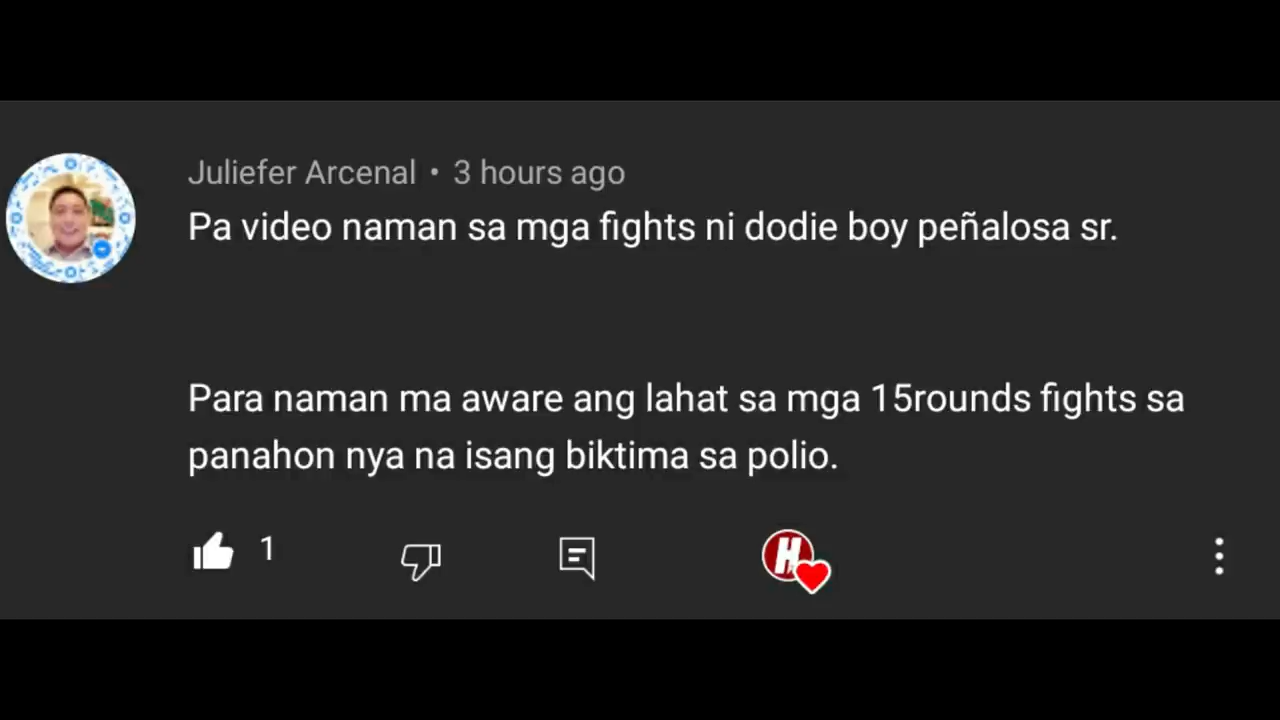 Juliefer Arcenal • 3 hours ago
Pa video naman sa mga fights ni dodie boy peñalosa sr.
Para naman ma aware ang lahat sa mga 15rounds fights sa
panahon nya na isang biktima sa polio.
1
H